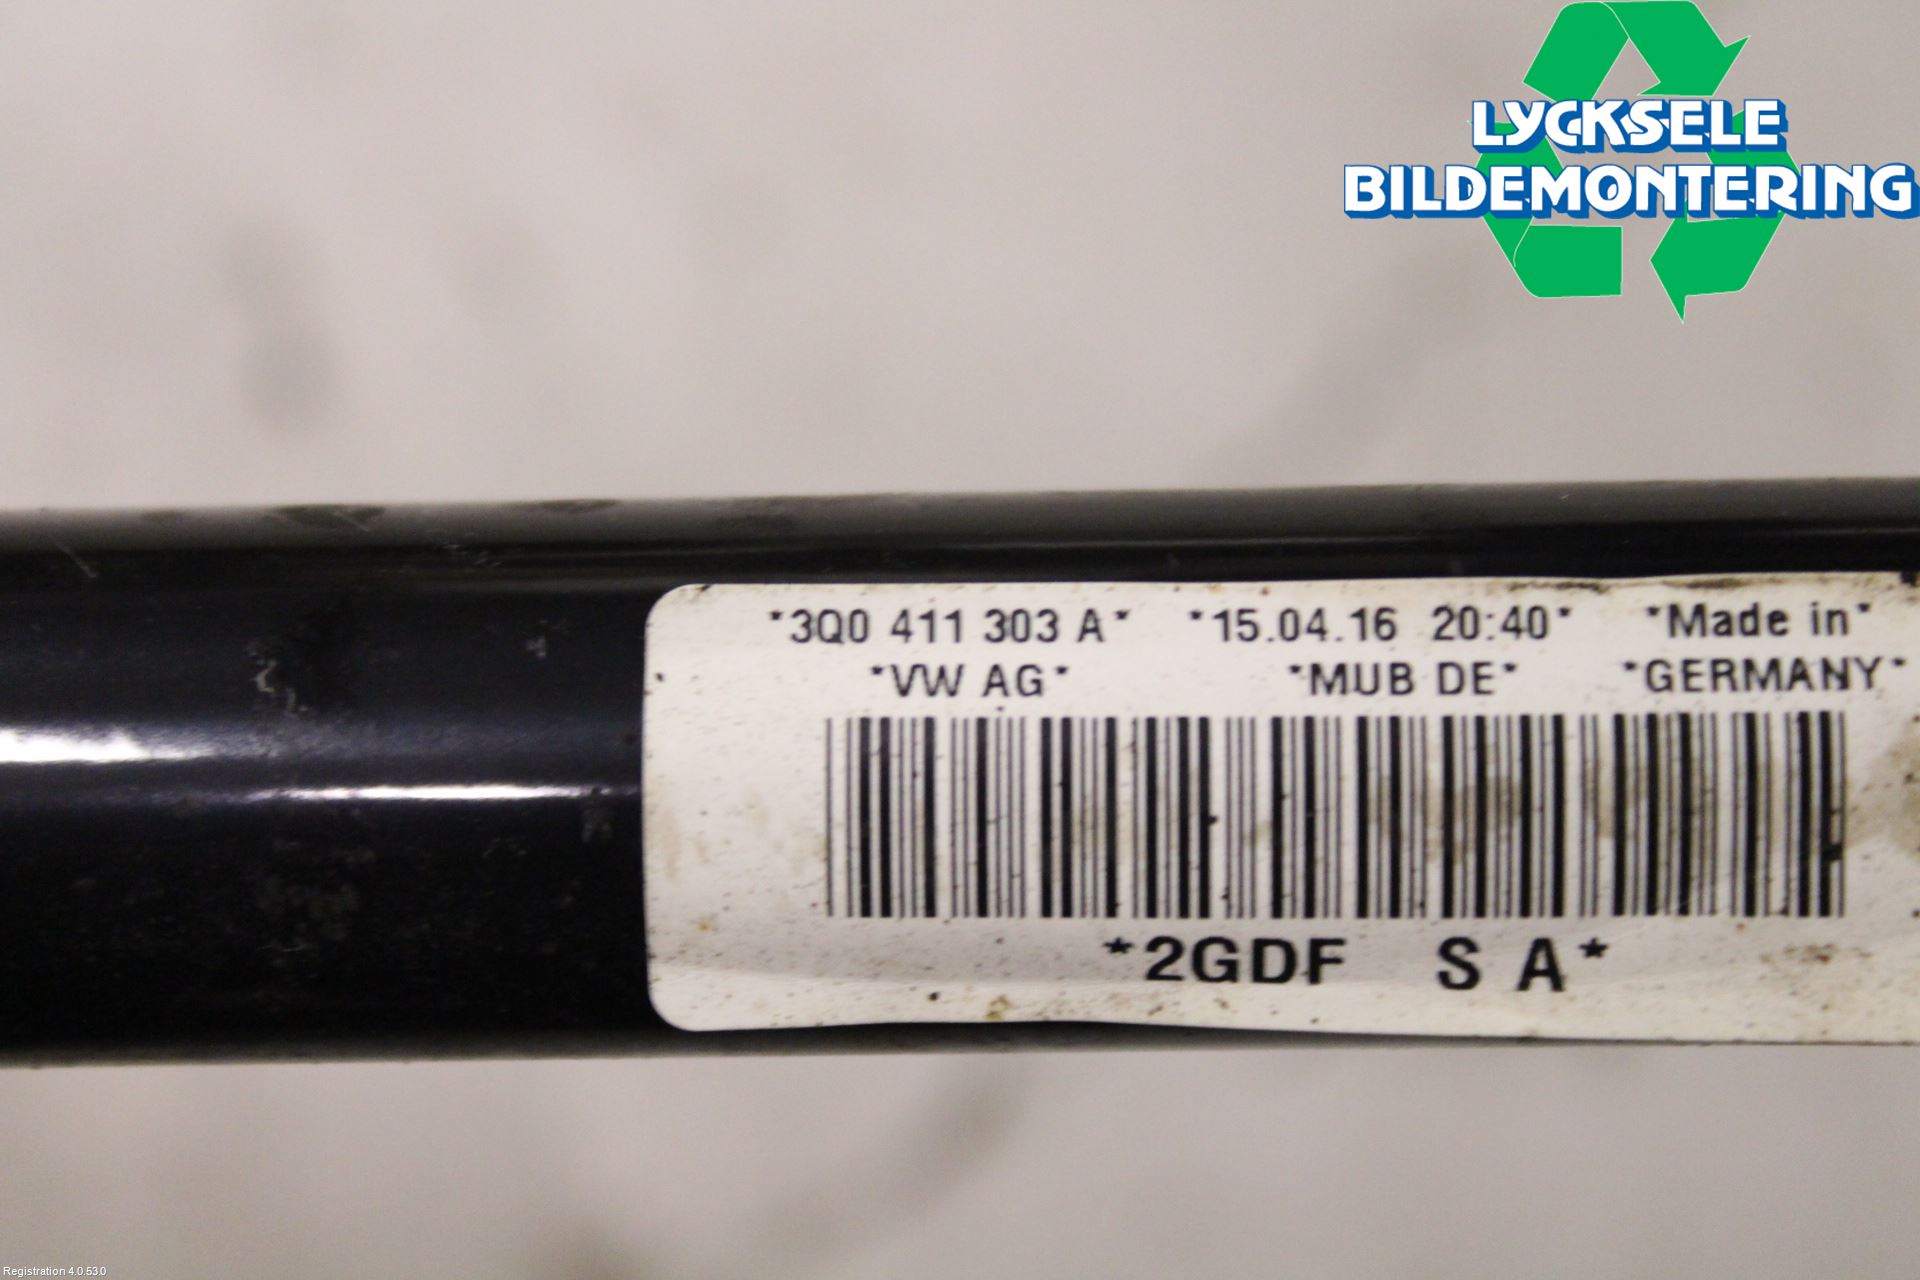 LYCKSELE
BILDEMONTERING
*3Q0 411 303 A* *15.04.16 20:40* *Made in*
*VW AG* *MUB DE* *GERMANY*
*2GDF S A*
Registration 4.0.53.0